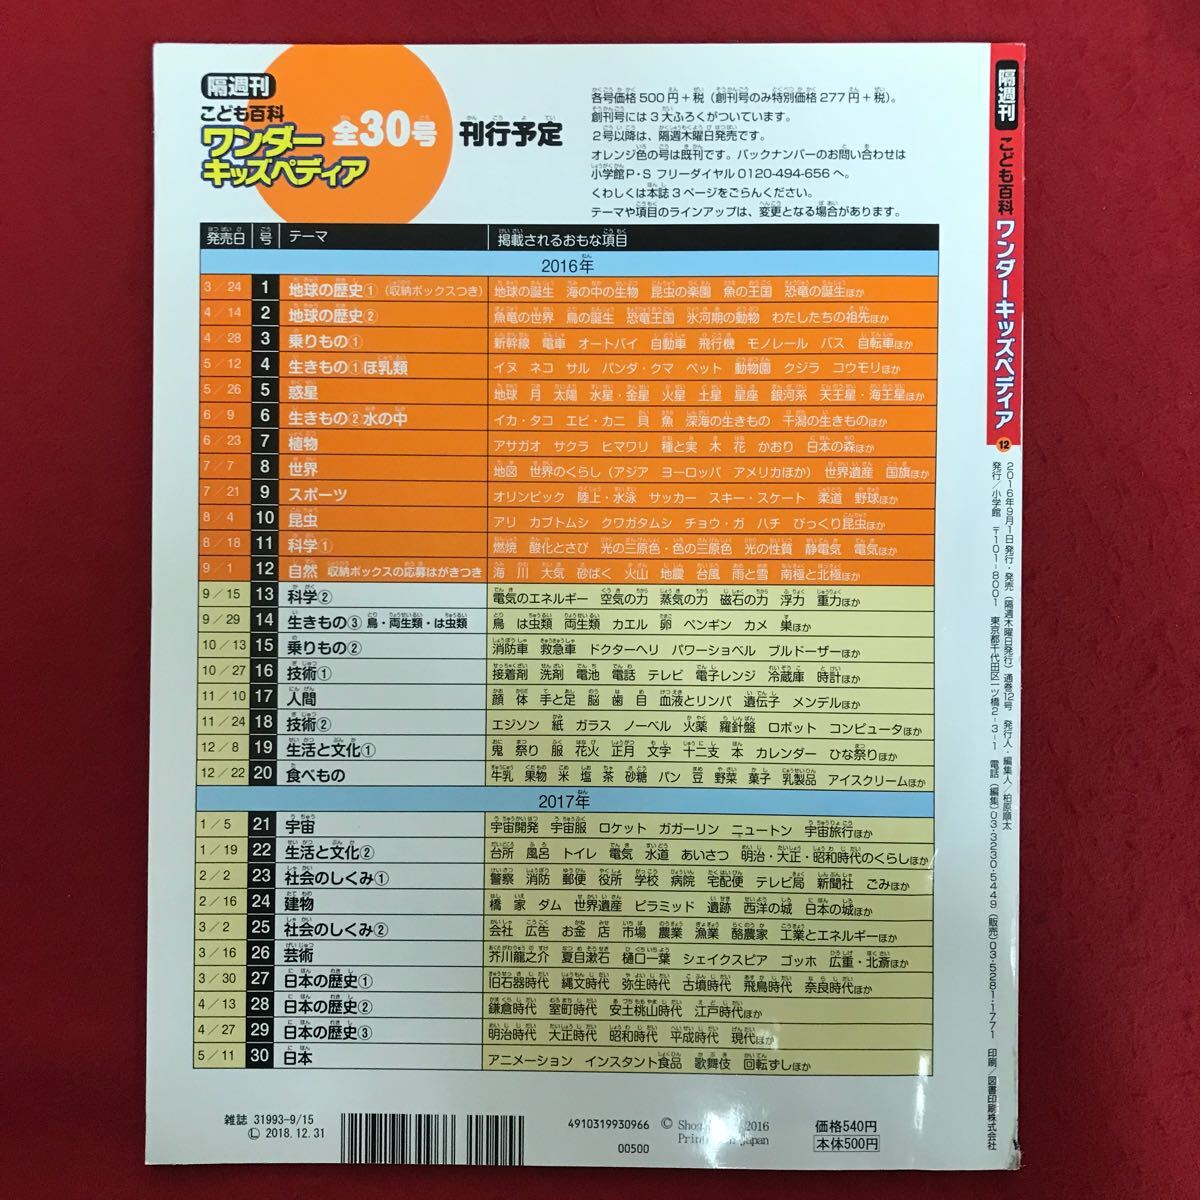 隔週刊
こども百科
ワンダー
キッズペディア
全30号 刊行予定
各号価格500円+税(創刊号のみ特別価格277円+税)。
創刊号には3大ふろくがついています。
2号以降は、隔週木曜日発売です。
オレンジ色の号は既刊です。バックナンバーのお問い合わせは
小学館P・S フリーダイヤル0120-494-656へ。
くわしくは本誌3ページをごらんください。
テーマや項目のラインアップは、変更となる場合があります。
発売日 号 テーマ 掲載されるおもな項目
2016年
3/24 1 地球の歴史①(収納ボックスつき) 地球の誕生 海の中の生物 昆虫の楽園 魚の王国 恐竜の誕生ほか
4/14 2 地球の歴史② 魚竜の世界 鳥の誕生 恐竜王国 氷河期の動物 わたしたちの祖先ほか
4/28 3 乗りもの① 新幹線 電車 オートバイ 自動車 飛行機 モノレール バス 自転車ほか
5/12 4 生きもの①ほ乳類 イヌ ネコ サル パンダ・クマ ペット 動物園 クジラ コウモリほか
5/26 5 惑星 地球 月 太陽 水星・金星 火星 土星 星座 銀河系 天王星・海王星ほか
6/9 6 生きもの②水の中 イカ・タコ エビ・カニ 貝 魚 深海の生きもの 干潟の生きものほか
6/23 7 植物 アサガオ サクラ ヒマワリ 種と実 木 花 かおり 日本の森ほか
7/7 8 世界 地図 世界のくらし(アジア ヨーロッパ アメリカほか) 世界遺産 国旗ほか
7/21 9 スポーツ オリンピック 陸上・水泳 サッカー スキー・スケート 柔道 野球ほか
8/4 10 昆虫 アリ カブトムシ クワガタムシ チョウ・ガ ハチ びっくり昆虫ほか
8/18 11 科学① 燃焼 酸化とさび 光の三原色・色の三原色 光の性質 静電気 電気ほか
9/1 12 自然 収納ボックスの応募はがきつき 海 川 大気 砂ばく 火山 地震 台風 雨と雪 南極と北極ほか
9/15 13 科学② 電気のエネルギー 空気の力 蒸気の力 磁石の力 浮力 重力ほか
9/29 14 生きもの③ 鳥・両生類・は虫類 鳥 は虫類 両生類 カエル 卵 ペンギン カメ 巣ほか
10/13 15 乗りもの② 消防車 救急車 ドクターヘリ パワーショベル ブルドーザーほか
10/27 16 技術① 接着剤 洗剤 電池 電話 テレビ 電子レンジ 冷蔵庫 時計ほか
11/10 17 人間 顔 体 手と足 脳 歯 目 血液とリンパ 遺伝子 メンデルほか
11/24 18 技術② エジソン 紙 ガラス ノーベル 火薬 羅針盤 ロボット コンピュータほか
12/8 19 生活と文化① 鬼 祭り 服 花火 正月 文字 十二支 本 カレンダー ひな祭りほか
12/22 20 食べもの 牛乳 果物 米 塩 茶 砂糖 パン 豆 野菜 菓子 乳製品 アイスクリームほか
2017年
1/5 21 宇宙 宇宙開発 宇宙服 ロケット ガガーリン ニュートン 宇宙旅行ほか
1/19 22 生活と文化② 台所 風呂 トイレ 電気 水道 あいさつ 明治・大正・昭和時代のくらしほか
2/2 23 社会のしくみ① 警察 消防 郵便 役所 学校 病院 宅配便 テレビ局 新聞社 ごみほか
2/16 24 建物 橋 家 ダム 世界遺産 ピラミッド 遺跡 西洋の城 日本の城ほか
3/2 25 社会のしくみ② 会社 広告 お金 店 市場 農業 漁業 酪農家 工業とエネルギーほか
3/16 26 芸術 芥川龍之介 夏目漱石 樋口一葉 シェイクスピア ゴッホ 広重・北斎ほか
3/30 27 日本の歴史① 旧石器時代 縄文時代 弥生時代 古墳時代 飛鳥時代 奈良時代ほか
4/13 28 日本の歴史② 鎌倉時代 室町時代 安土桃山時代 江戸時代ほか
4/27 29 日本の歴史③ 明治時代 大正時代 昭和時代 平成時代 現代ほか
5/11 30 日本 アニメーション インスタント食品 歌舞伎 回転ずしほか
雑誌 31993-9/15
Ⓛ 2018.12.31
4910319930966
00500
© Sho 2016
Prin Japan
価格540円
本体500円
隔週刊 こども百科 ワンダーキッズペディア 12
2016年9月1日発行・発売(隔週木曜日発行)通巻12号 発行人・編集人/柏原順太
発行/小学館 〒101-8001 東京都千代田区一ツ橋2-3-1 電話(編集)03-3230-5449(販売)03-5281-1771 印刷/図書印刷株式会社